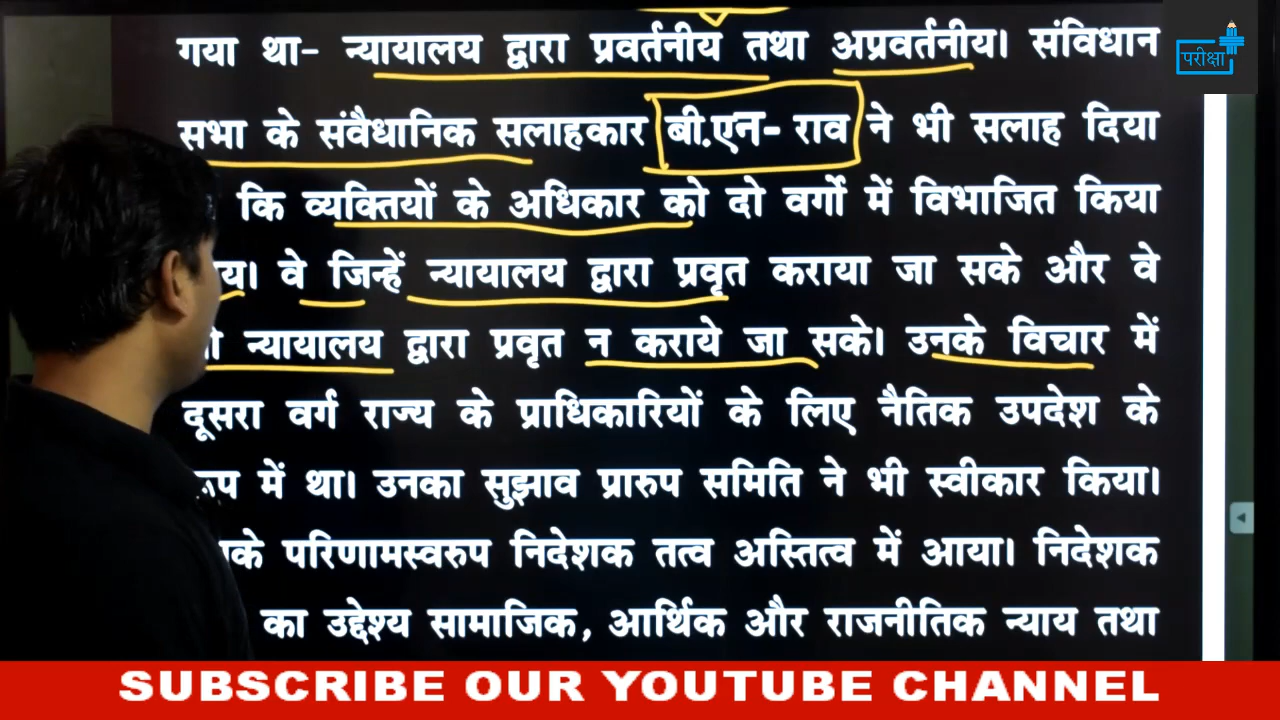 गया था- न्यायालय द्वारा प्रवर्तनीय तथा अप्रवर्तनीय। संविधान
परीक्षा
सभा के संवैधानिक सलाहकार बी.एन- राव ने भी सलाह दिया
कि व्यक्तियों के अधिकार को दो वर्गो में विभाजित किया
वे जिन्हें न्यायालय द्वारा प्रवृत कराया जा सके और वे
न्यायालय द्वारा प्रवृत न कराये जा सके। उनके विचार में
दूसरा वर्ग राज्य के प्राधिकारियों के लिए नैतिक उपदेश के
में था। उनका सुझाव प्रारुप समिति ने भी स्वीकार किया।
परिणामस्वरुप निदेशक तत्व अस्तित्व में आया। निदेशक
का उद्देश्य सामाजिक, आर्थिक और राजनीतिक न्याय तथा
SUBSCRIBE OUR YOUTUBE CHANNEL